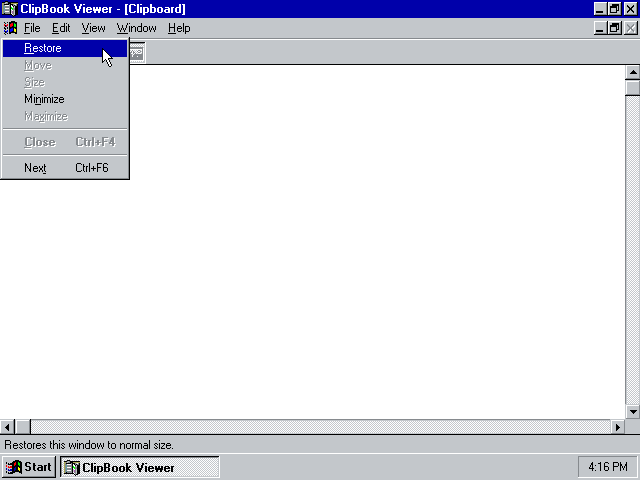 ClipBook Viewer - [Clipboard]
File Edit View Window Help
Restore
Move
Size
Minimize
Maximize
Close Ctrl+F4
Next Ctrl+F6
Restores this window to normal size.
Start ClipBook Viewer 4:16 PM